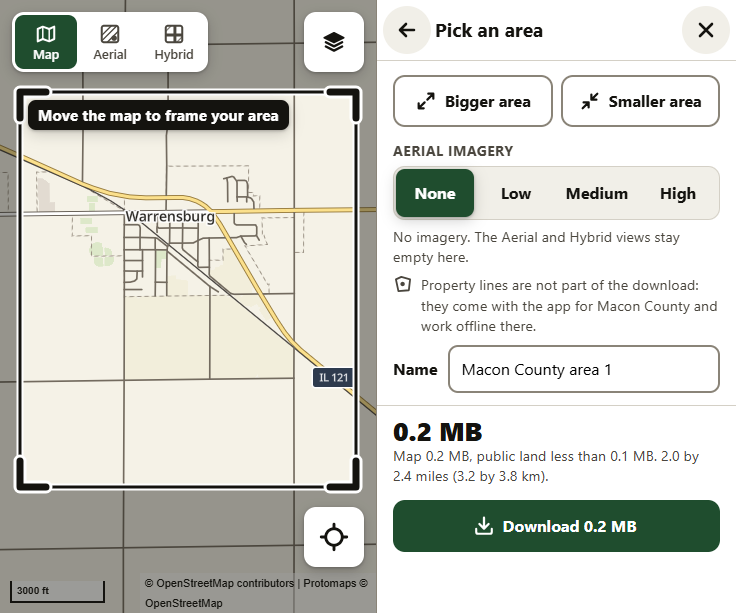 Map
Aerial
Hybrid
Move the map to frame your area
Warrensburg
IL 121
3000 ft
© OpenStreetMap contributors | Protomaps ©
OpenStreetMap
Pick an area
Bigger area
Smaller area
AERIAL IMAGERY
None
Low
Medium
High
No imagery. The Aerial and Hybrid views stay
empty here.
Property lines are not part of the download:
they come with the app for Macon County and
work offline there.
Name
Macon County area 1
0.2 MB
Map 0.2 MB, public land less than 0.1 MB. 2.0 by
2.4 miles (3.2 by 3.8 km).
Download 0.2 MB